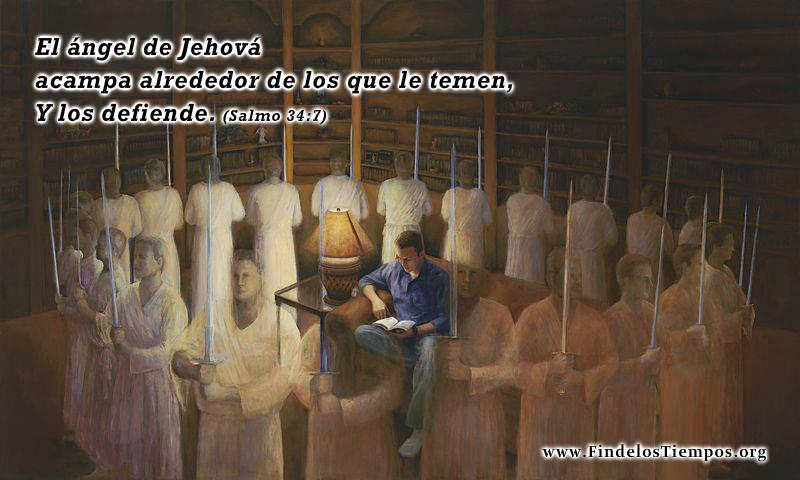 El ángel de Jehová
acampa alrededor de los que le temen,
Y los defiende. (Salmo 34:7)
www.FindelosTiempos.org